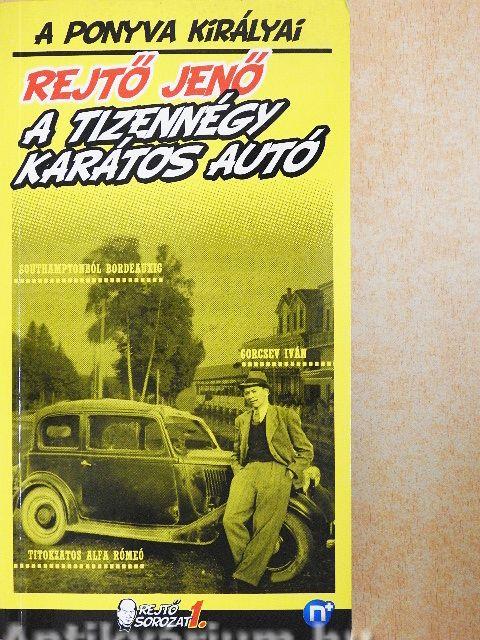 A PONYVA KIRÁLYAI
REJTŐ JENŐ
A TIZENNÉGY
KARÁTOS AUTÓ
SOUTHAMPTONBÓL BORDEAUXIG
GORCSEV IVÁN
TITOKZATOS ALFA RÓMEÓ
REJTŐ
SOROZAT 1.
n+